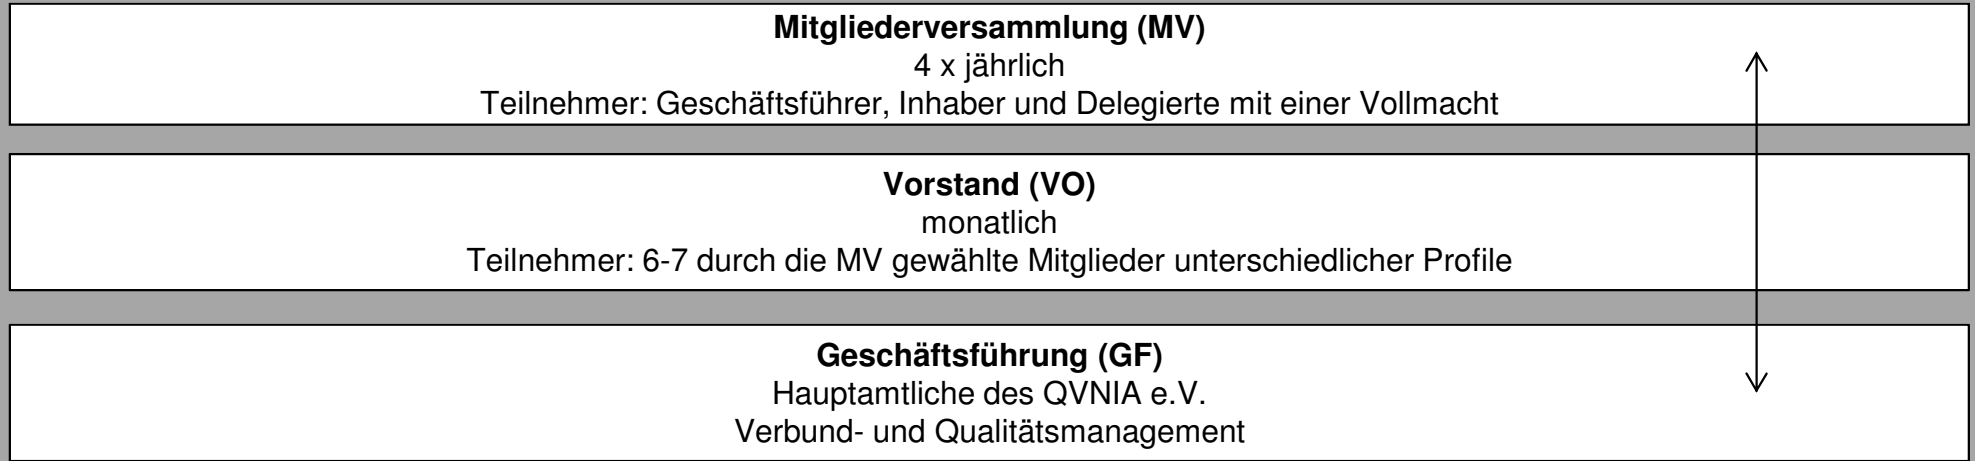 Mitgliederversammlung (MV)
4 x jährlich
Teilnehmer: Geschäftsführer, Inhaber und Delegierte mit einer Vollmacht
Vorstand (VO)
monatlich
Teilnehmer: 6-7 durch die MV gewählte Mitglieder unterschiedlicher Profile
Geschäftsführung (GF)
Hauptamtliche des QVNIA e.V.
Verbund- und Qualitätsmanagement